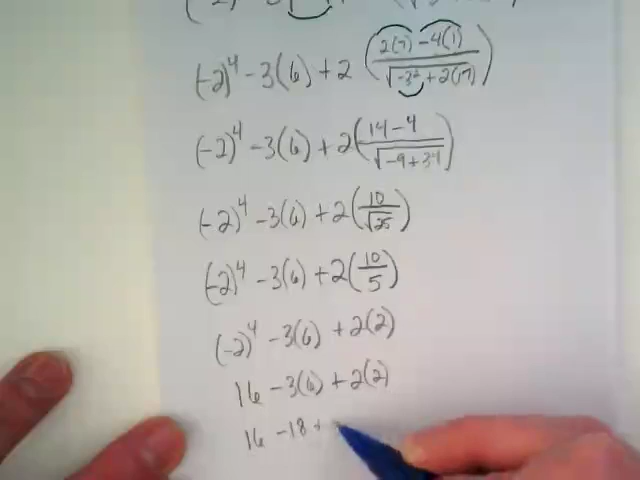 (-2)^4 - 3(6) + 2 ( (2(7) - 4(1)) / √(-3² + 2(17)) )
(-2)^4 - 3(6) + 2 ( (14 - 4) / √(-9 + 34) )
(-2)^4 - 3(6) + 2 ( 10 / √25 )
(-2)^4 - 3(6) + 2 ( 10 / 5 )
(-2)^4 - 3(6) + 2(2)
16 - 3(6) + 2(2)
16 - 18 +